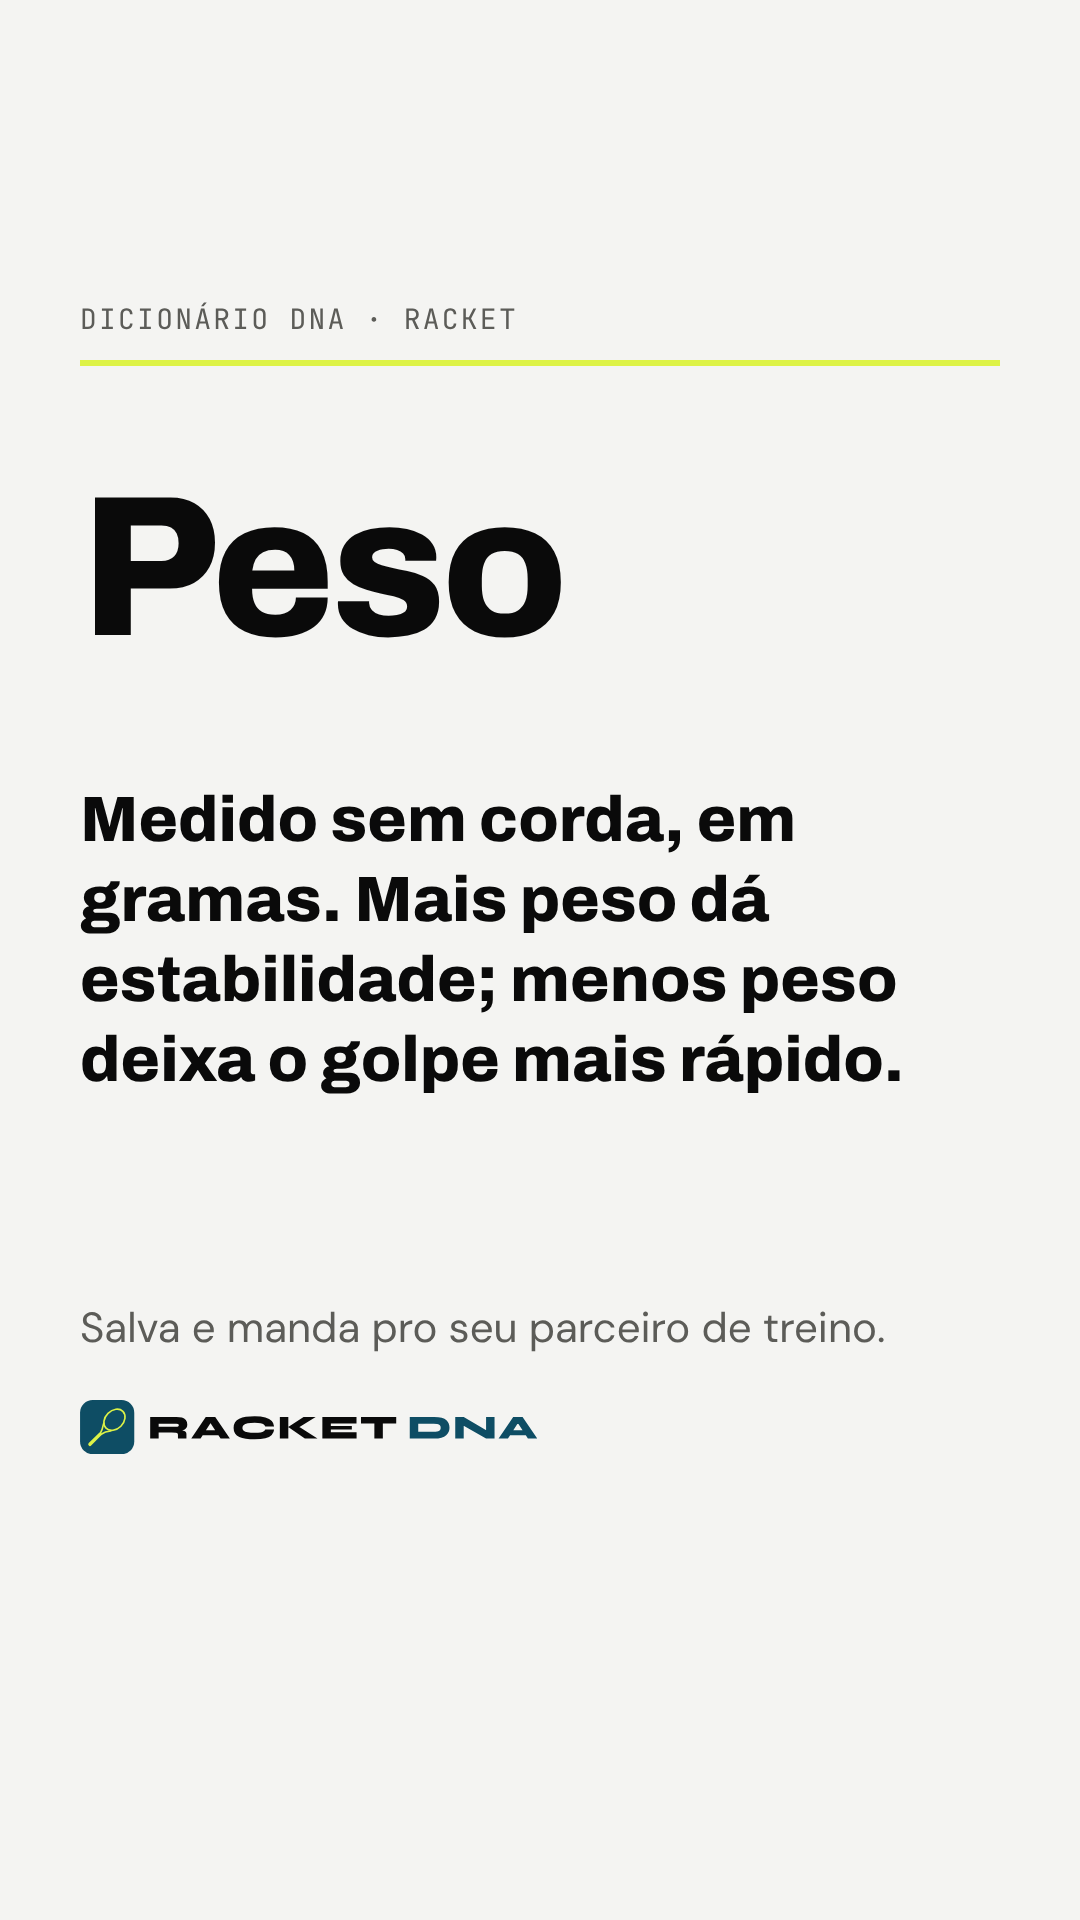 DICIONÁRIO DNA · RACKET
Peso
Medido sem corda, em
gramas. Mais peso dá
estabilidade; menos peso
deixa o golpe mais rápido.
Salva e manda pro seu parceiro de treino.
RACKET DNA